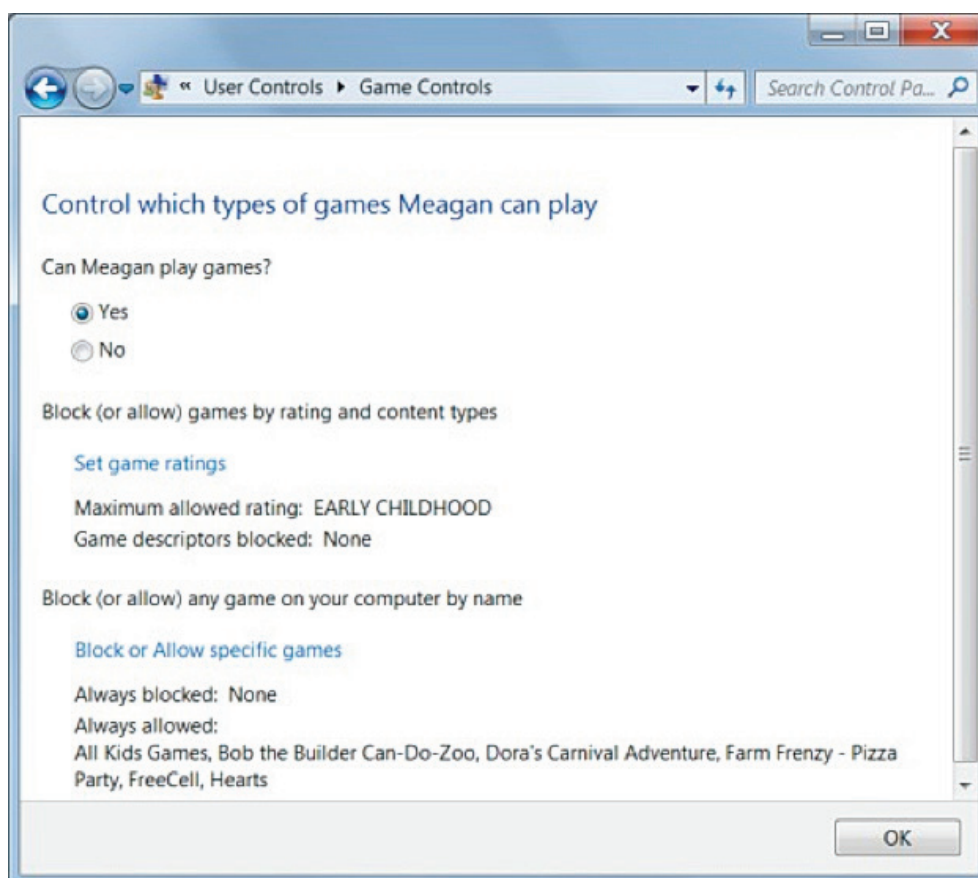 « User Controls ▸ Game Controls
Search Control Pa...
Control which types of games Meagan can play
Can Meagan play games?
Yes
No
Block (or allow) games by rating and content types
Set game ratings
Maximum allowed rating: EARLY CHILDHOOD
Game descriptors blocked: None
Block (or allow) any game on your computer by name
Block or Allow specific games
Always blocked: None
Always allowed:
All Kids Games, Bob the Builder Can-Do-Zoo, Dora's Carnival Adventure, Farm Frenzy - Pizza
Party, FreeCell, Hearts
OK